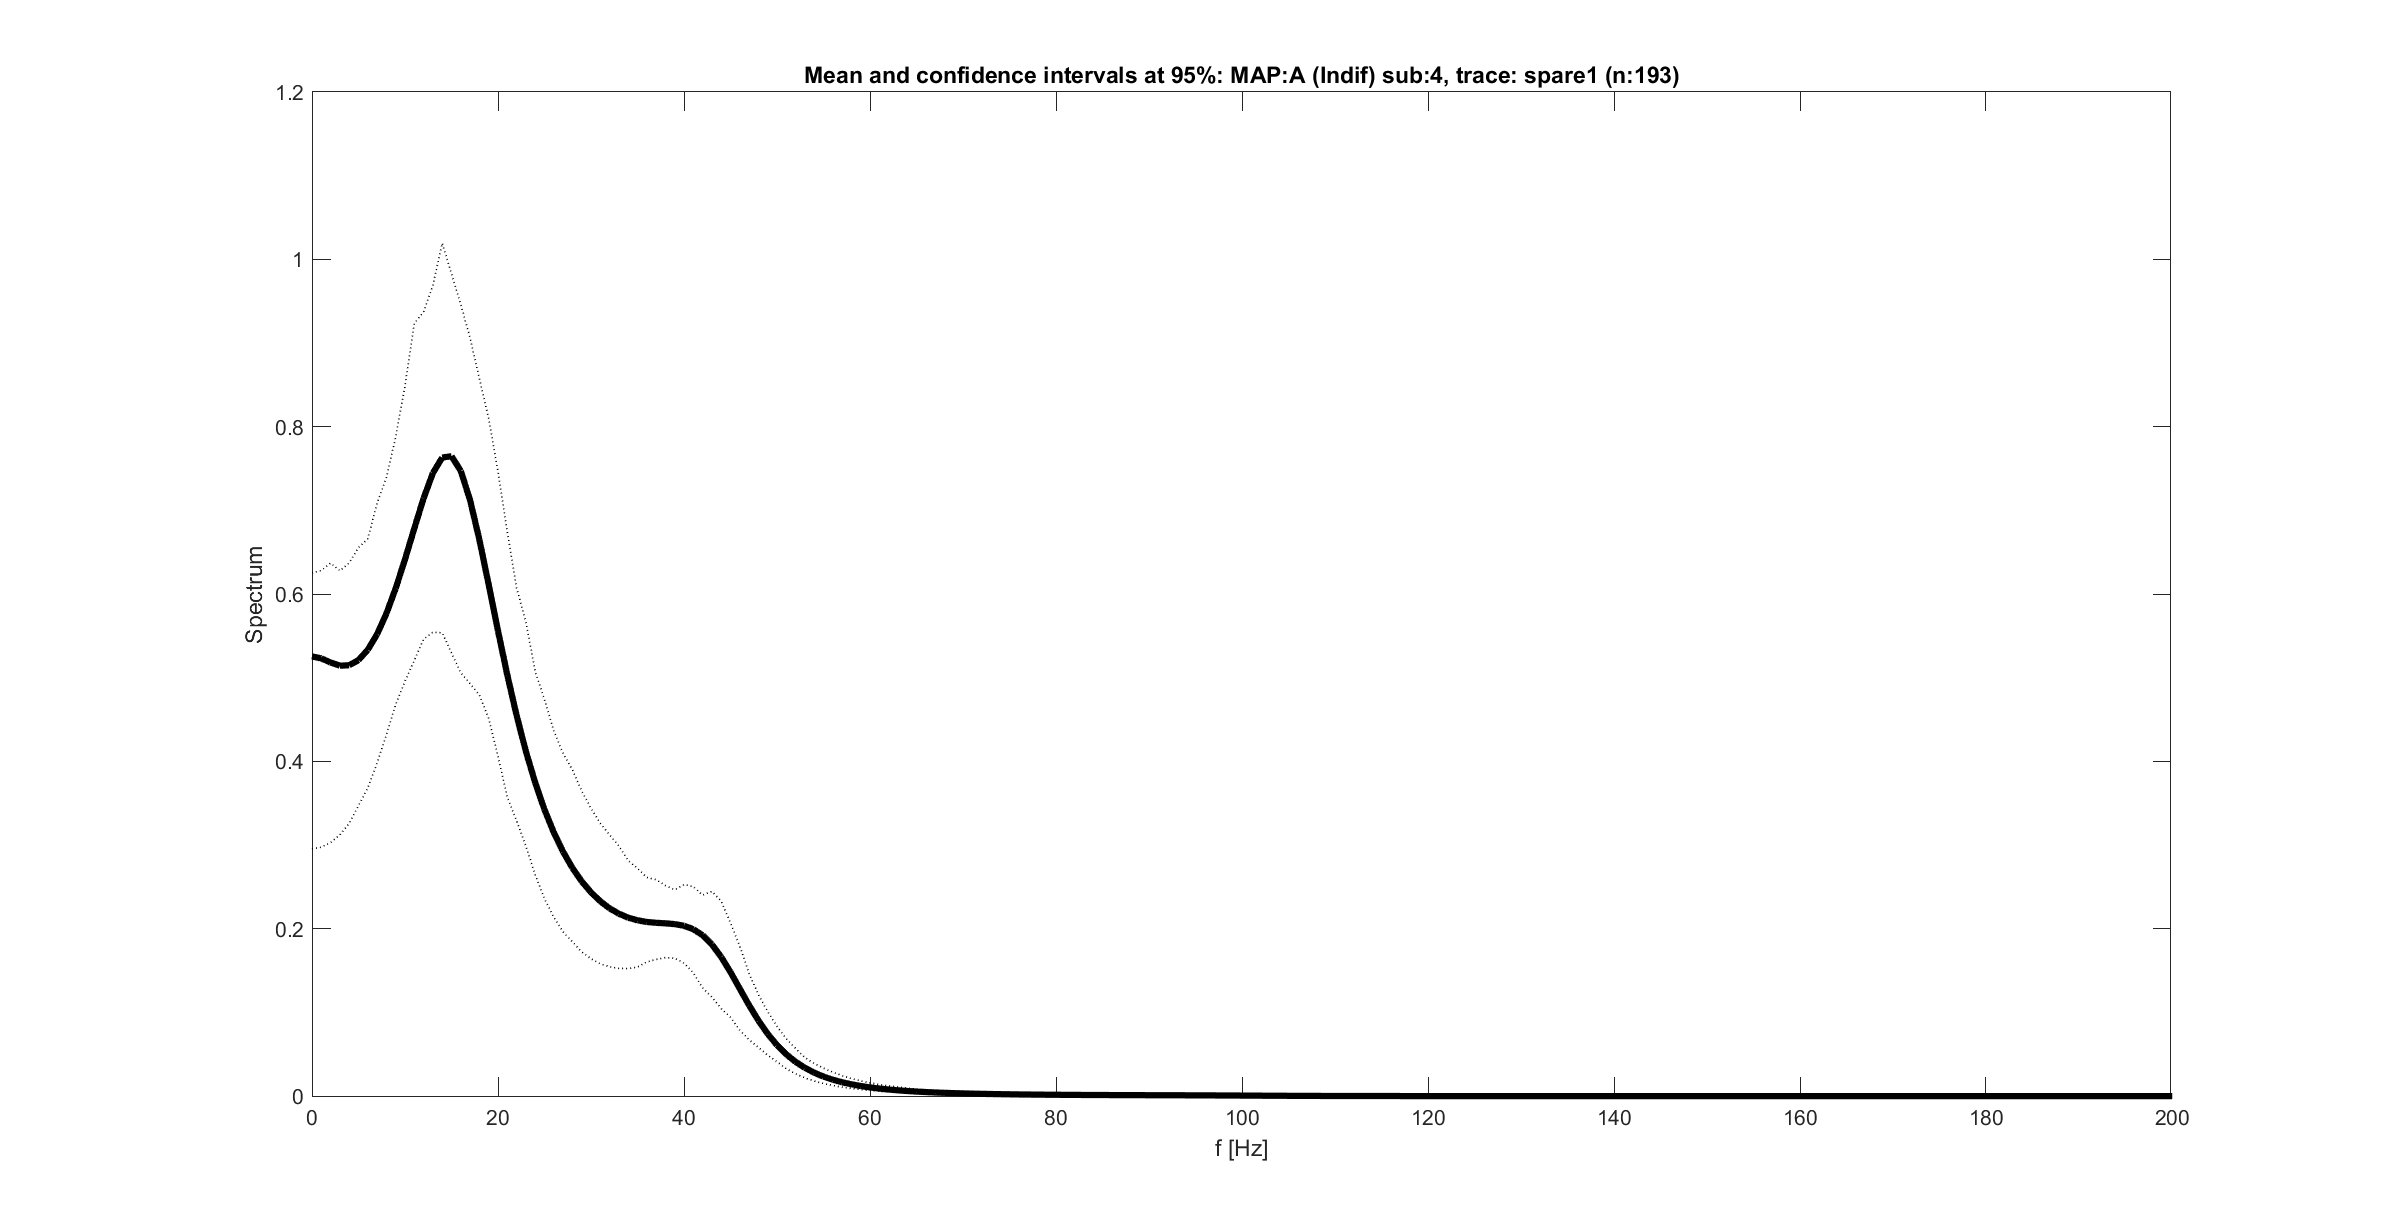 Mean and confidence intervals at 95%: MAP:A (Indif) sub:4, trace: spare1 (n:193)
1.2
1
0.8
0.6
0.4
0.2
0
Spectrum
0 20 40 60 80 100 120 140 160 180 200
f [Hz]